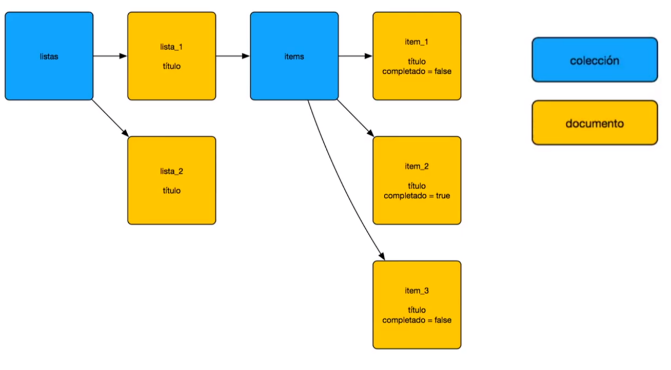 listas
lista_1
título
items
item_1
título
completado = false
colección
documento
lista_2
título
item_2
título
completado = true
item_3
título
completado = false